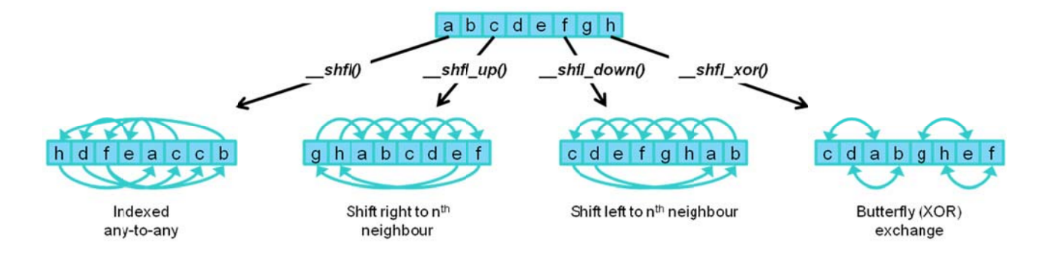 a b c d e f g h
__shfl() __shfl_up() __shfl_down() __shfl_xor()
h d f e a c c b
g h a b c d e f
c d e f g h a b
c d a b g h e f
Indexed
any-to-any
Shift right to nth
neighbour
Shift left to nth neighbour
Butterfly (XOR)
exchange